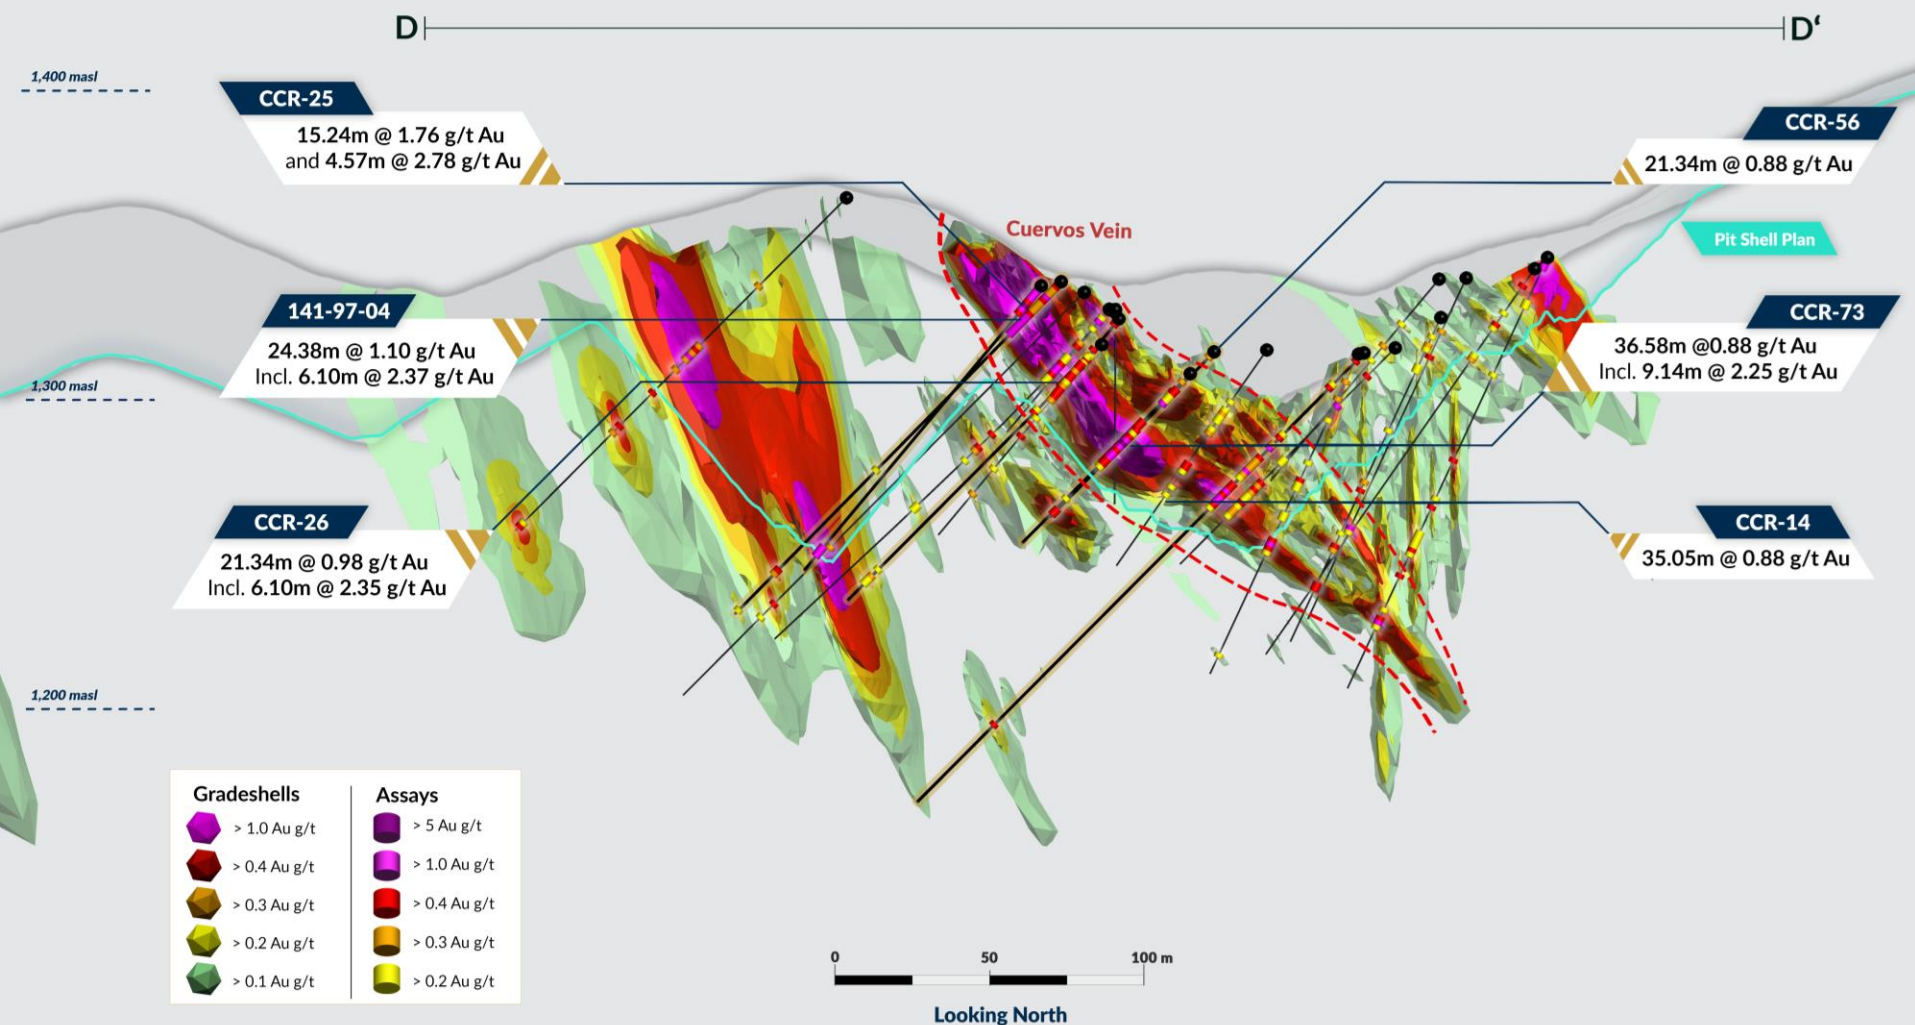 D D‘
1,400 masl
CCR-25
15.24m @ 1.76 g/t Au
and 4.57m @ 2.78 g/t Au
CCR-56
21.34m @ 0.88 g/t Au
Cuervos Vein
Pit Shell Plan
141-97-04
24.38m @ 1.10 g/t Au
Incl. 6.10m @ 2.37 g/t Au
CCR-73
36.58m @0.88 g/t Au
Incl. 9.14m @ 2.25 g/t Au
1,300 masl
CCR-26
21.34m @ 0.98 g/t Au
Incl. 6.10m @ 2.35 g/t Au
CCR-14
35.05m @ 0.88 g/t Au
1,200 masl
Gradeshells
> 1.0 Au g/t
> 0.4 Au g/t
> 0.3 Au g/t
> 0.2 Au g/t
> 0.1 Au g/t
Assays
> 5 Au g/t
> 1.0 Au g/t
> 0.4 Au g/t
> 0.3 Au g/t
> 0.2 Au g/t
0 50 100 m
Looking North